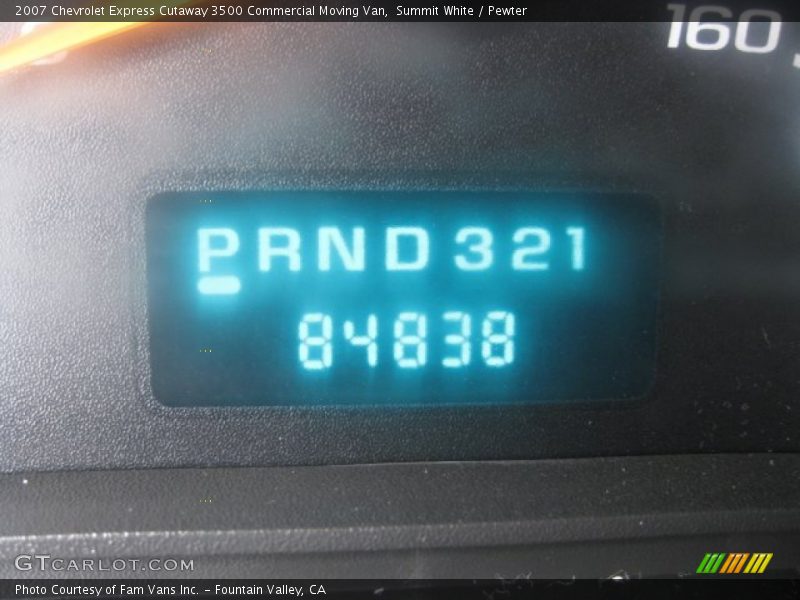 2007 Chevrolet Express Cutaway 3500 Commercial Moving Van, Summit White / Pewter
160
PRND321
84838
GTCARLOT.COM
Photo Courtesy of Fam Vans Inc. – Fountain Valley, CA